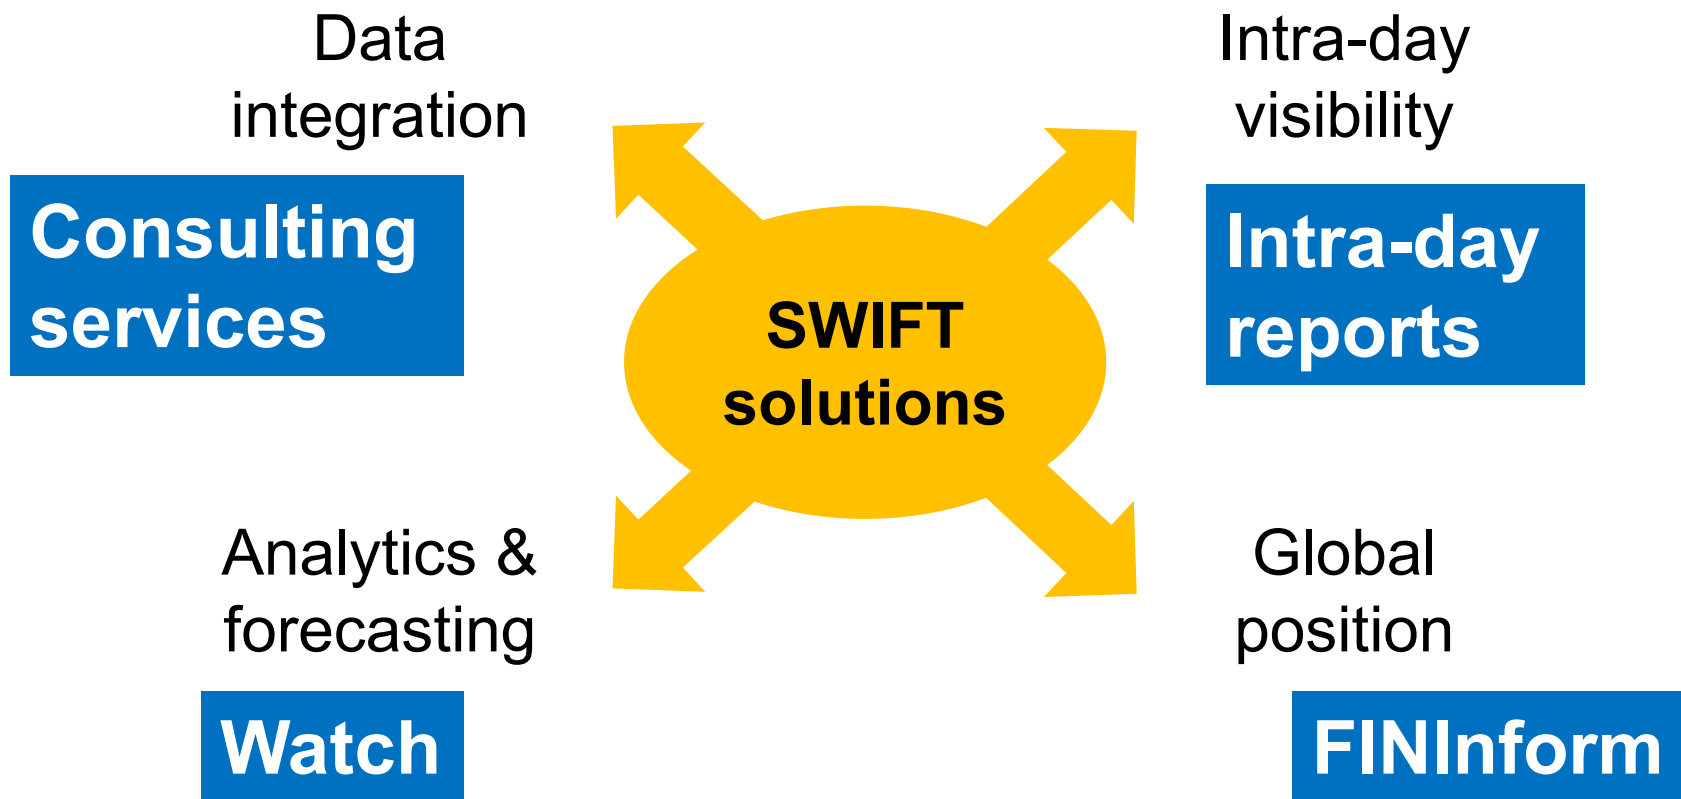 Data
integration
Consulting
services
Intra-day
visibility
Intra-day
reports
SWIFT
solutions
Analytics &
forecasting
Watch
Global
position
FINInform